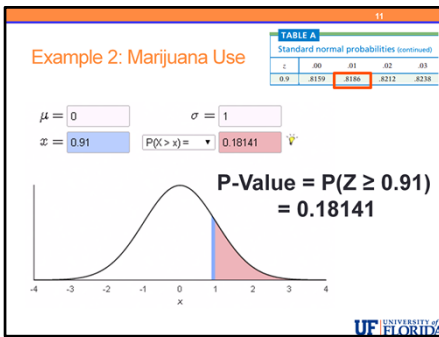 11
TABLE A
Standard normal probabilities (continued)
z .00 .01 .02 .03
0.9 .8159 .8186 .8212 .8238
Example 2: Marijuana Use
μ = 0 σ = 1
x = 0.91 P(X > x) = 0.18141
P-Value = P(Z ≥ 0.91)
= 0.18141
-4 -3 -2 -1 0 1 2 3 4
x
UF UNIVERSITY of
FLORIDA